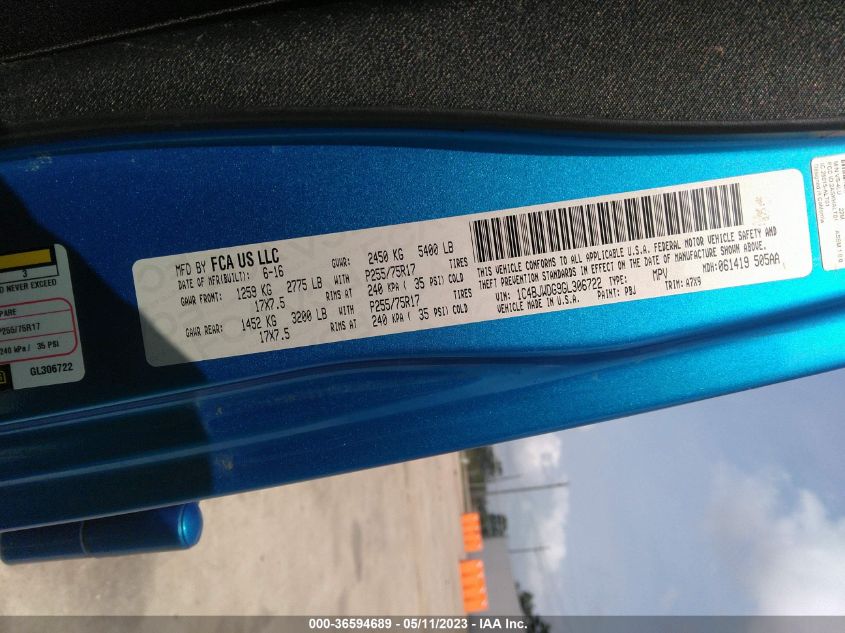 MFD BY FCA US LLC
DATE OF MFR(BUILT): 6-16 GVWR: 2450 KG 5400 LB
GAWR FRONT: 1259 KG 2775 LB WITH P255/75R17 TIRES
17X7.5 RIMS AT 240 KPA ( 35 PSI) COLD
GAWR REAR: 1452 KG 3200 LB WITH P255/75R17 TIRES
17X7.5 RIMS AT 240 KPA ( 35 PSI) COLD
THIS VEHICLE CONFORMS TO ALL APPLICABLE U.S.A. FEDERAL MOTOR VEHICLE SAFETY AND
THEFT PREVENTION STANDARDS IN EFFECT ON THE DATE OF MANUFACTURE SHOWN ABOVE.
MDH:061419 505AA
VIN: 1C4BJWDG9GL306722 TYPE: MPV
VEHICLE MADE IN U.S.A. PAINT: PBJ TRIM: A7X9
3
NEVER EXCEED
P255/75R17
240 kPa / 35 PSI
GL306722
000-36594689 - 05/11/2023 - IAA Inc.